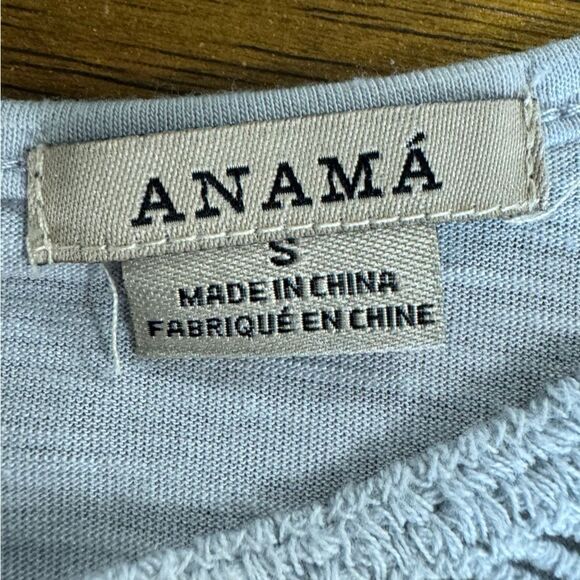 ANAMÁ
S
MADE IN CHINA
FABRIQUÉ EN CHINE